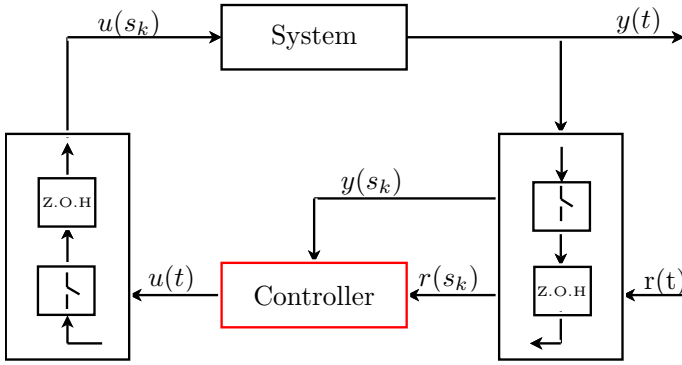 u(s_k)
System
y(t)
y(s_k)
Z.O.H
u(t)
Controller
r(s_k)
Z.O.H
r(t)